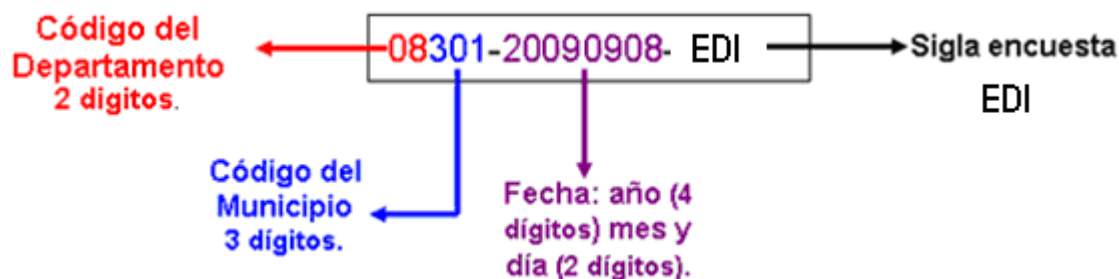 Código del
Departamento
2 dígitos.
08301-20090908- EDI
Sigla encuesta
EDI
Código del
Municipio
3 dígitos.
Fecha: año (4
dígitos) mes y
día (2 dígitos).